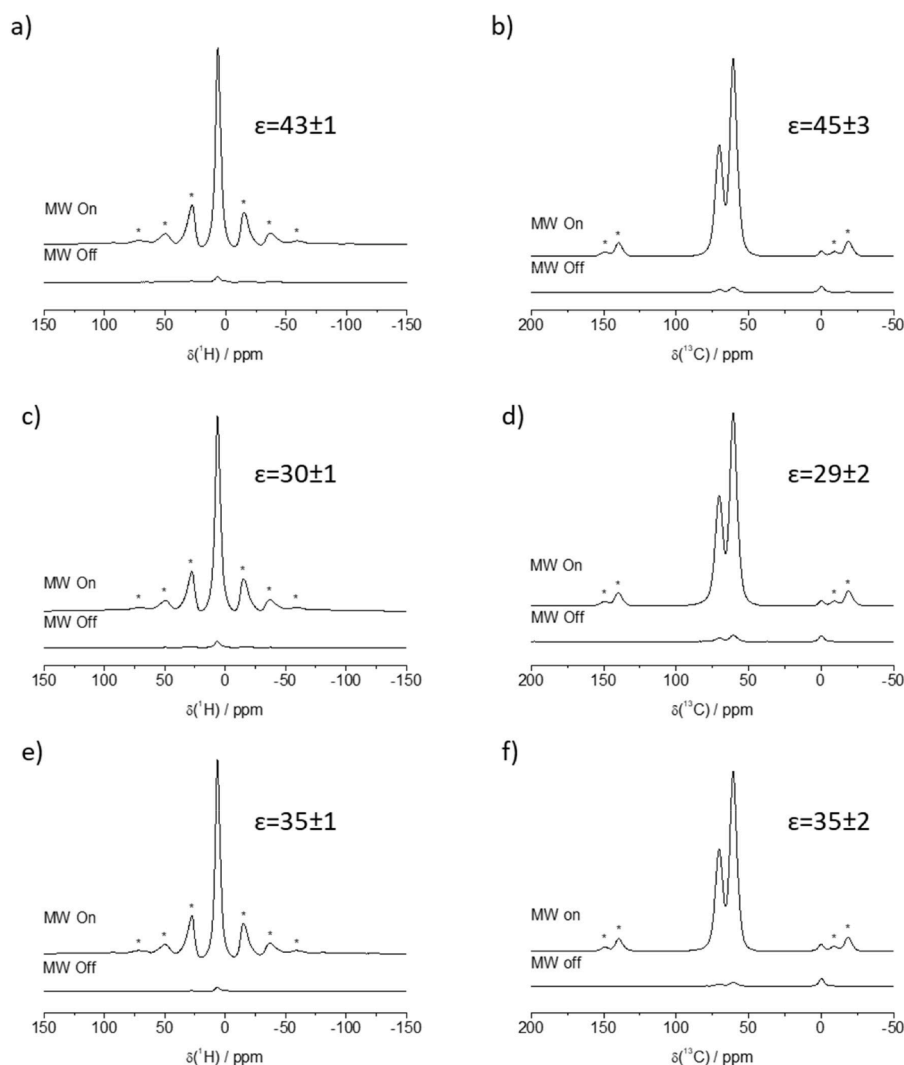 a)
ε=43±1
MW On
* * * * * *
MW Off
150 100 50 0 -50 -100 -150
δ(¹H) / ppm
b)
ε=45±3
MW On
* * * *
MW Off
200 150 100 50 0 -50
δ(¹³C) / ppm
c)
ε=30±1
MW On
* * * * * *
MW Off
150 100 50 0 -50 -100 -150
δ(¹H) / ppm
d)
ε=29±2
MW On
* * * *
MW Off
200 150 100 50 0 -50
δ(¹³C) / ppm
e)
ε=35±1
MW On
* * * * * *
MW Off
150 100 50 0 -50 -100 -150
δ(¹H) / ppm
f)
ε=35±2
MW on
* * * *
MW off
200 150 100 50 0 -50
δ(¹³C) / ppm